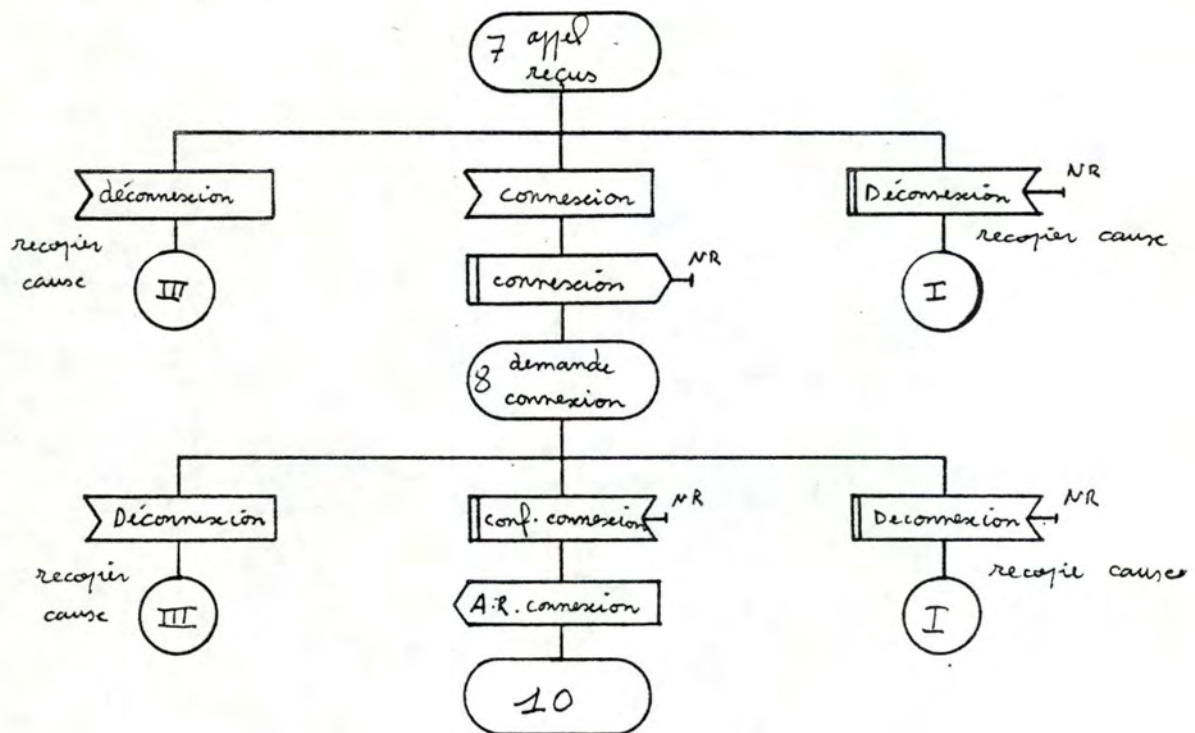 7 appel
reçus
déconnexion
connexion
Déconnexion
NR
recopier
cause
III
recopier cause
I
connexion
NR
8 demande
connexion
Déconnexion
conf. connexion
NR
Deconnexion
NR
recopier
cause
III
recopie cause
I
A.R. connexion
10